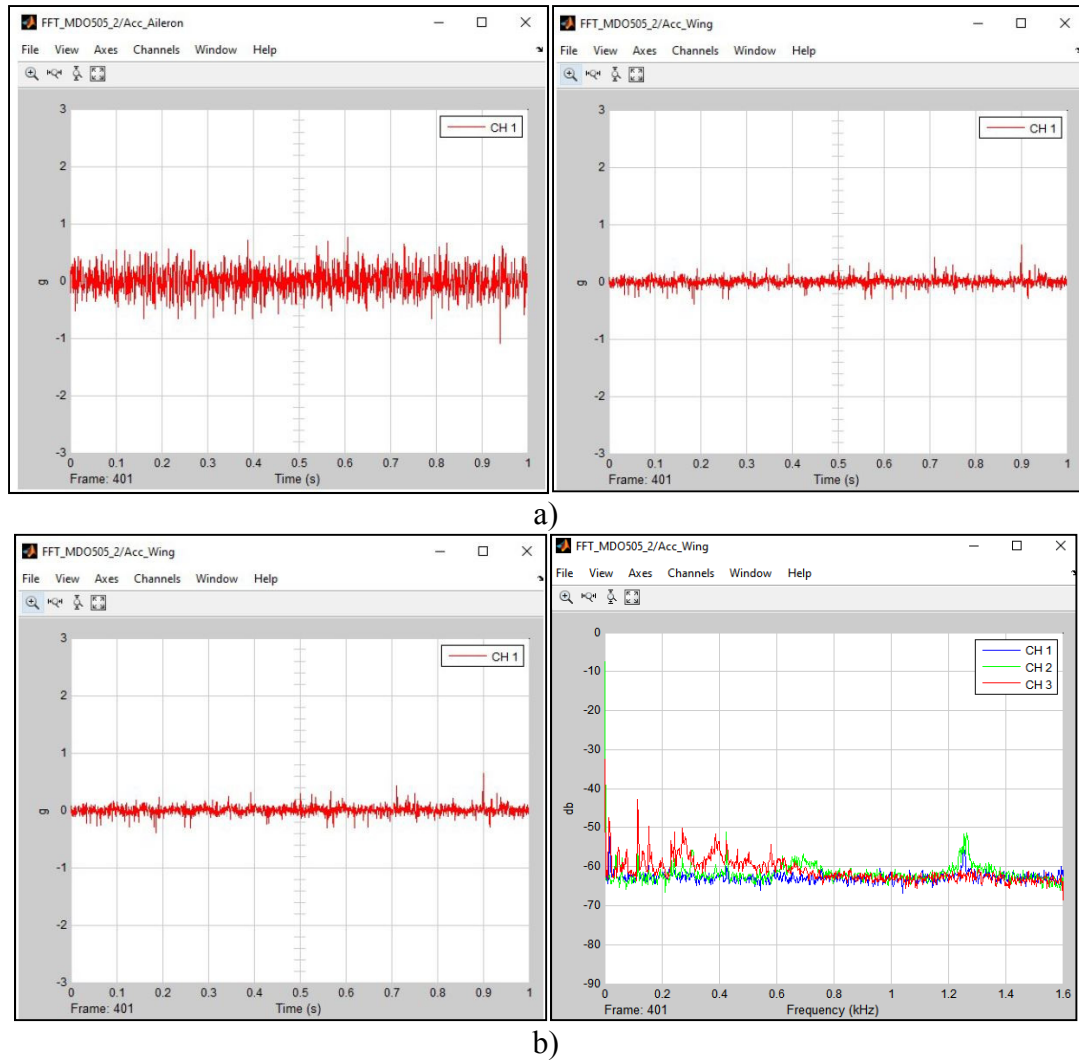 FFT_MDO505_2/Acc_Aileron
File View Axes Channels Window Help
3
CH 1
2
1
0
g
-1
-2
-3
0 0.1 0.2 0.3 0.4 0.5 0.6 0.7 0.8 0.9 1
Frame: 401 Time (s)
FFT_MDO505_2/Acc_Wing
File View Axes Channels Window Help
3
CH 1
2
1
0
g
-1
-2
-3
0 0.1 0.2 0.3 0.4 0.5 0.6 0.7 0.8 0.9 1
Frame: 401 Time (s)
a)
FFT_MDO505_2/Acc_Wing
File View Axes Channels Window Help
3
CH 1
2
1
0
g
-1
-2
-3
0 0.1 0.2 0.3 0.4 0.5 0.6 0.7 0.8 0.9 1
Frame: 401 Time (s)
FFT_MDO505_2/Acc_Wing
File View Axes Channels Window Help
0
CH 1
-10
CH 2
CH 3
-20
-30
-40
db
-50
-60
-70
-80
-90
0 0.2 0.4 0.6 0.8 1 1.2 1.4 1.6
Frame: 401 Frequency (kHz)
b)